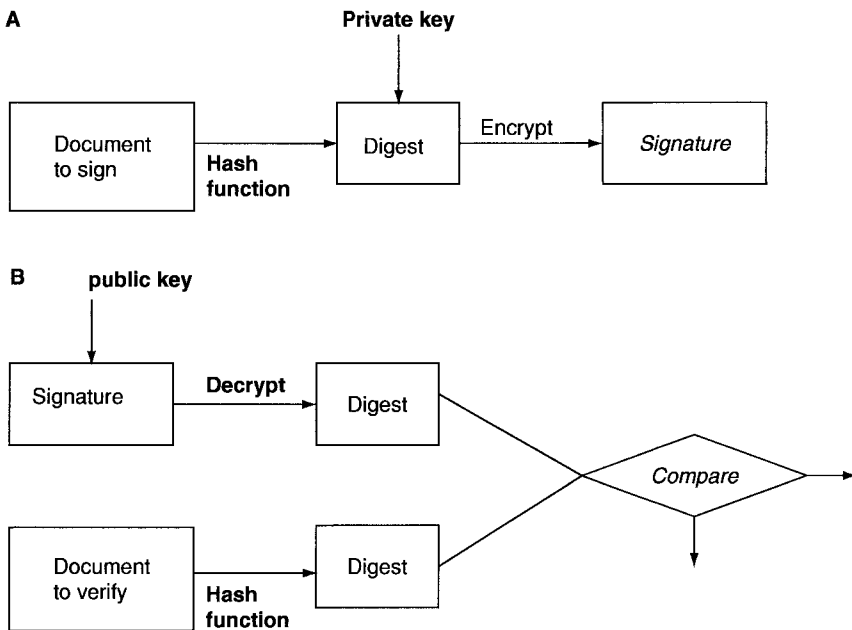 A
Private key
Document
to sign
Hash
function
Digest
Encrypt
Signature
B
public key
Signature
Decrypt
Digest
Compare
Document
to verify
Hash
function
Digest